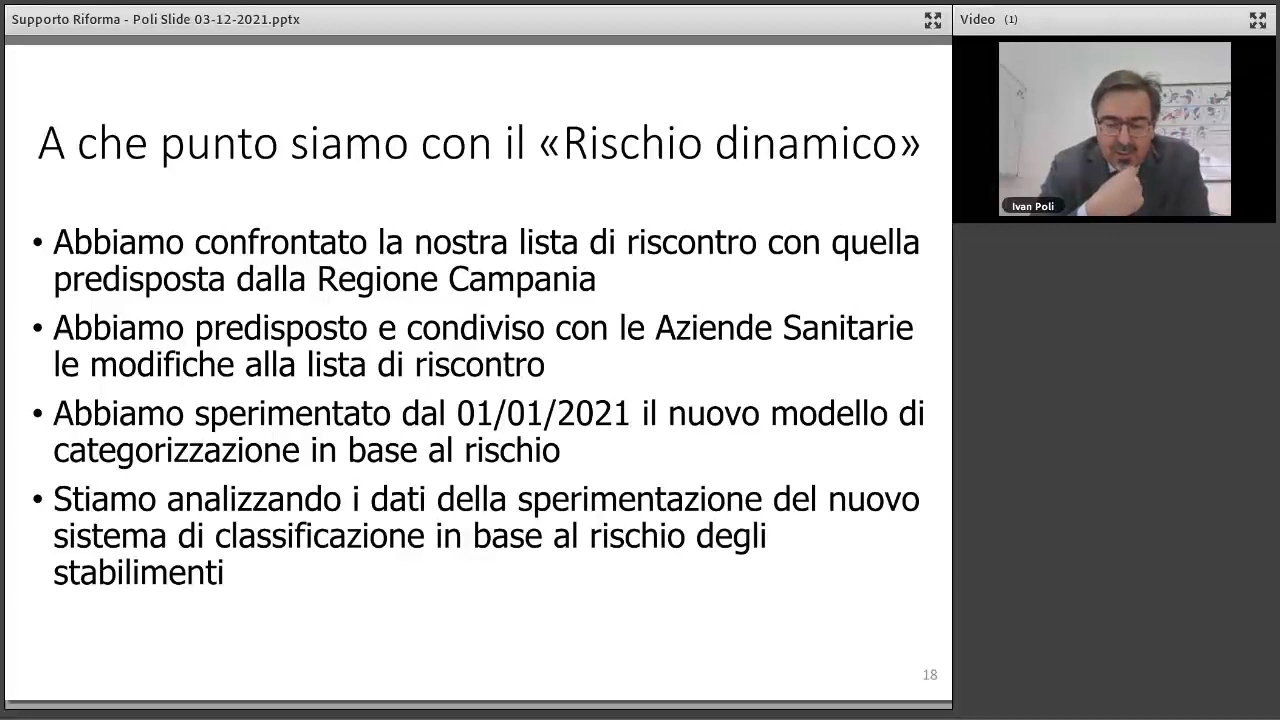 Supporto Riforma - Poli Slide 03-12-2021.pptx
Video (1)
Ivan Poli
A che punto siamo con il «Rischio dinamico»
• Abbiamo confrontato la nostra lista di riscontro con quella
predisposta dalla Regione Campania
• Abbiamo predisposto e condiviso con le Aziende Sanitarie
le modifiche alla lista di riscontro
• Abbiamo sperimentato dal 01/01/2021 il nuovo modello di
categorizzazione in base al rischio
• Stiamo analizzando i dati della sperimentazione del nuovo
sistema di classificazione in base al rischio degli
stabilimenti
18